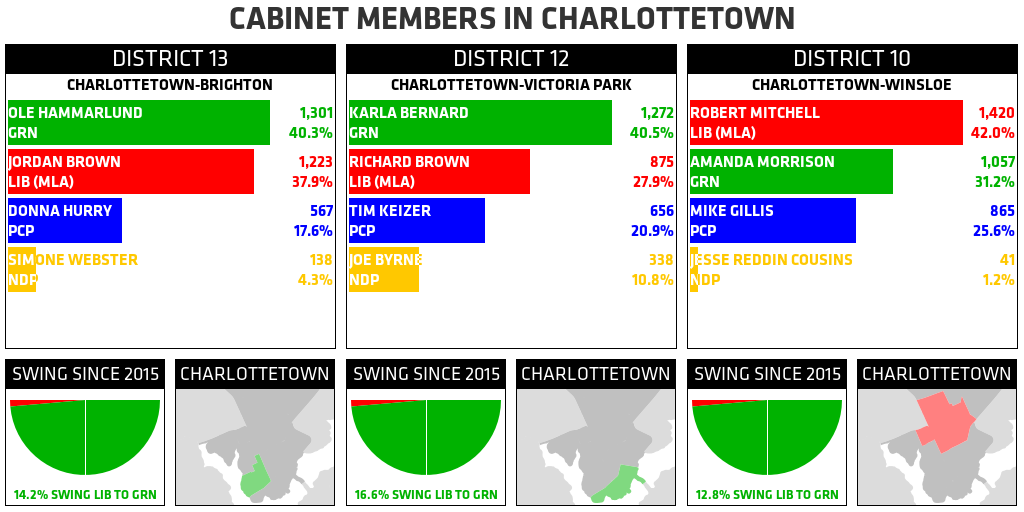 CABINET MEMBERS IN CHARLOTTETOWN
DISTRICT 13
CHARLOTTETOWN-BRIGHTON
OLE HAMMARLUND 1,301
GRN 40.3%
JORDAN BROWN 1,223
LIB (MLA) 37.9%
DONNA HURRY 567
PCP 17.6%
SIMONE WEBSTER 138
NDP 4.3%
DISTRICT 12
CHARLOTTETOWN-VICTORIA PARK
KARLA BERNARD 1,272
GRN 40.5%
RICHARD BROWN 875
LIB (MLA) 27.9%
TIM KEIZER 656
PCP 20.9%
JOE BYRNE 338
NDP 10.8%
DISTRICT 10
CHARLOTTETOWN-WINSLOE
ROBERT MITCHELL 1,420
LIB (MLA) 42.0%
AMANDA MORRISON 1,057
GRN 31.2%
MIKE GILLIS 865
PCP 25.6%
JESSE REDDIN COUSINS 41
NDP 1.2%
SWING SINCE 2015
14.2% SWING LIB TO GRN
CHARLOTTETOWN
SWING SINCE 2015
16.6% SWING LIB TO GRN
CHARLOTTETOWN
SWING SINCE 2015
12.8% SWING LIB TO GRN
CHARLOTTETOWN